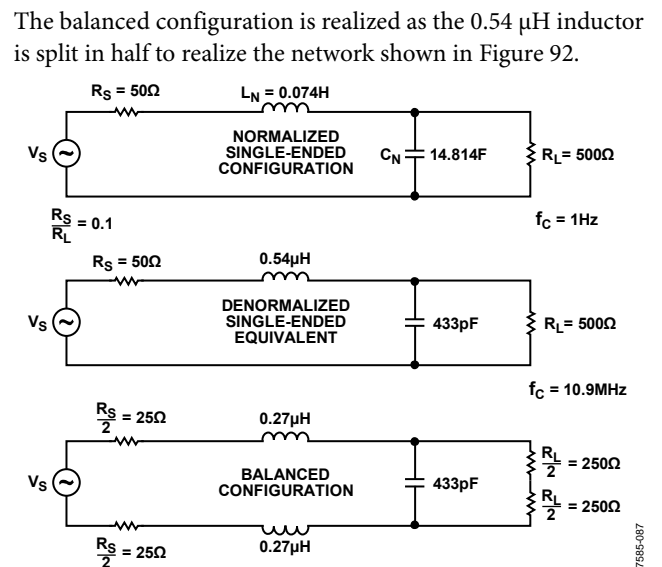 The balanced configuration is realized as the 0.54 μH inductor
is split in half to realize the network shown in Figure 92.
RS = 50Ω
LN = 0.074H
VS
NORMALIZED
SINGLE-ENDED
CONFIGURATION
CN
14.814F
RL= 500Ω
RS
RL
= 0.1
fC = 1Hz
RS = 50Ω
0.54μH
VS
DENORMALIZED
SINGLE-ENDED
EQUIVALENT
433pF
RL= 500Ω
fC = 10.9MHz
RS
2
= 25Ω
0.27μH
VS
BALANCED
CONFIGURATION
433pF
RL
2
= 250Ω
RL
2
= 250Ω
RS
2
= 25Ω
0.27μH
7585-087